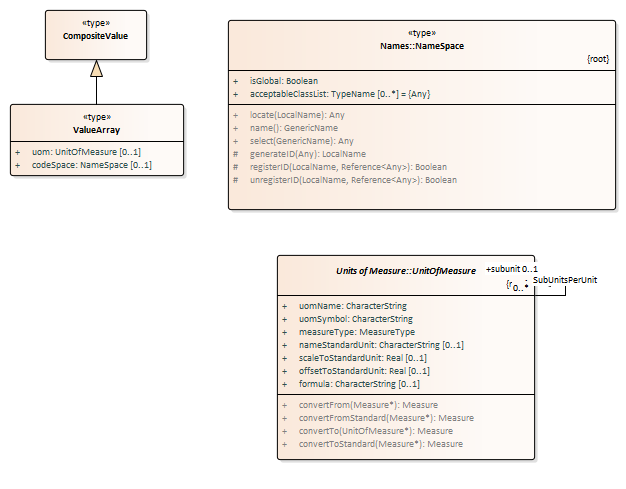 «type»
CompositeValue
«type»
ValueArray
+ uom: UnitOfMeasure [0..1]
+ codeSpace: NameSpace [0..1]
«type»
Names::NameSpace
{root}
+ isGlobal: Boolean
+ acceptableClassList: TypeName [0..*] = {Any}
+ locate(LocalName): Any
+ name(): GenericName
+ select(GenericName): Any
# generateID(Any): LocalName
# registerID(LocalName, Reference<Any>): Boolean
# unregisterID(LocalName, Reference<Any>): Boolean
Units of Measure::UnitOfMeasure
+subunit 0..1
SubUnitsPerUnit
0..*
+ uomName: CharacterString
+ uomSymbol: CharacterString
+ measureType: MeasureType
+ nameStandardUnit: CharacterString [0..1]
+ scaleToStandardUnit: Real [0..1]
+ offsetToStandardUnit: Real [0..1]
+ formula: CharacterString [0..1]
+ convertFrom(Measure*): Measure
+ convertFromStandard(Measure*): Measure
+ convertTo(UnitOfMeasure*): Measure
+ convertToStandard(Measure*): Measure